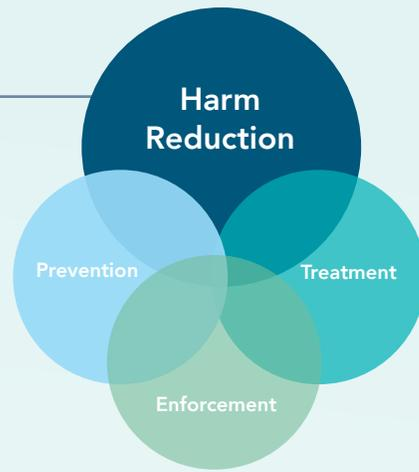 Harm
Reduction
Prevention
Treatment
Enforcement